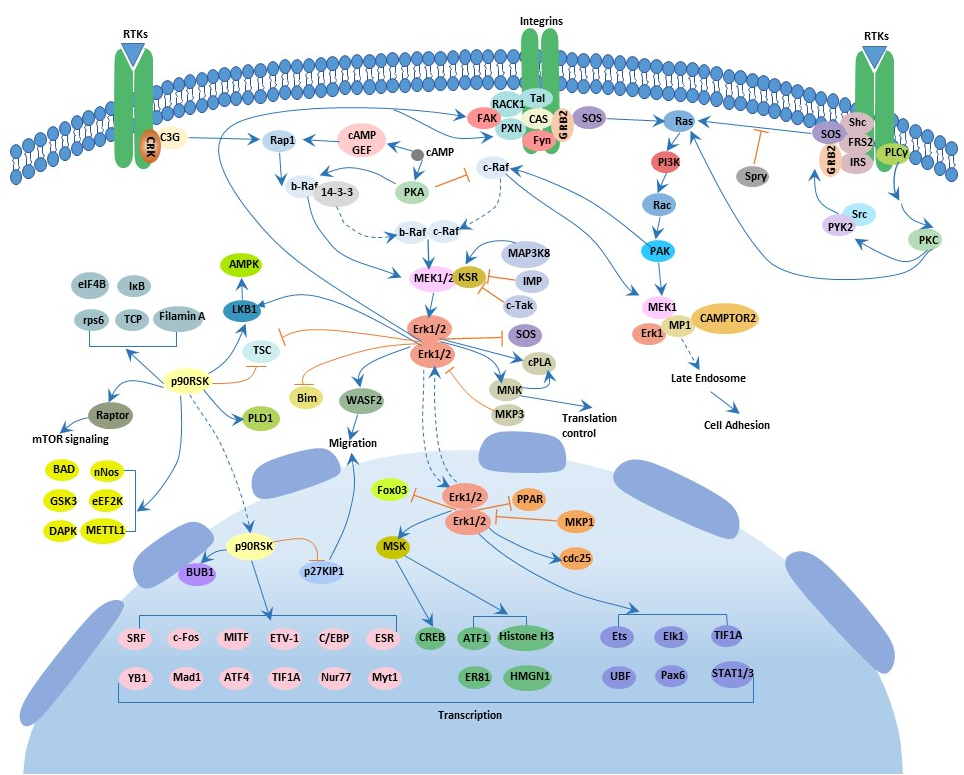 Integrins
RTKs
RTKs
Tal
RACK1
FAK
CAS
GRB2
SOS
PXN
Fyn
Ras
Shc
SOS
FRS2
GRB2
IRS
PLCγ
C3G
CRK
Rap1
cAMP
GEF
cAMP
PI3K
Spry
c-Raf
b-Raf
14-3-3
PKA
Rac
Src
PYK2
PKC
b-Raf
c-Raf
PAK
MAP3K8
AMPK
MEK1/2
KSR
IMP
eIF4B
IκB
c-Tak
MEK1
CAMPTOR2
LKB1
rps6
TCP
Filamin A
Erk1/2
SOS
Erk1
MP1
TSC
Erk1/2
cPLA
p90RSK
MNK
Late Endosome
Bim
WASF2
Raptor
PLD1
MKP3
Translation
control
Cell Adhesion
mTOR signaling
Migration
BAD
nNos
GSK3
eEF2K
Fox03
Erk1/2
PPAR
DAPK
METTL1
Erk1/2
MKP1
p90RSK
MSK
cdc25
BUB1
p27KIP1
SRF
c-Fos
MITF
ETV-1
C/EBP
ESR
CREB
ATF1
Histone H3
Ets
Elk1
TIF1A
YB1
Mad1
ATF4
TIF1A
Nur77
Myt1
ER81
HMGN1
UBF
Pax6
STAT1/3
Transcription